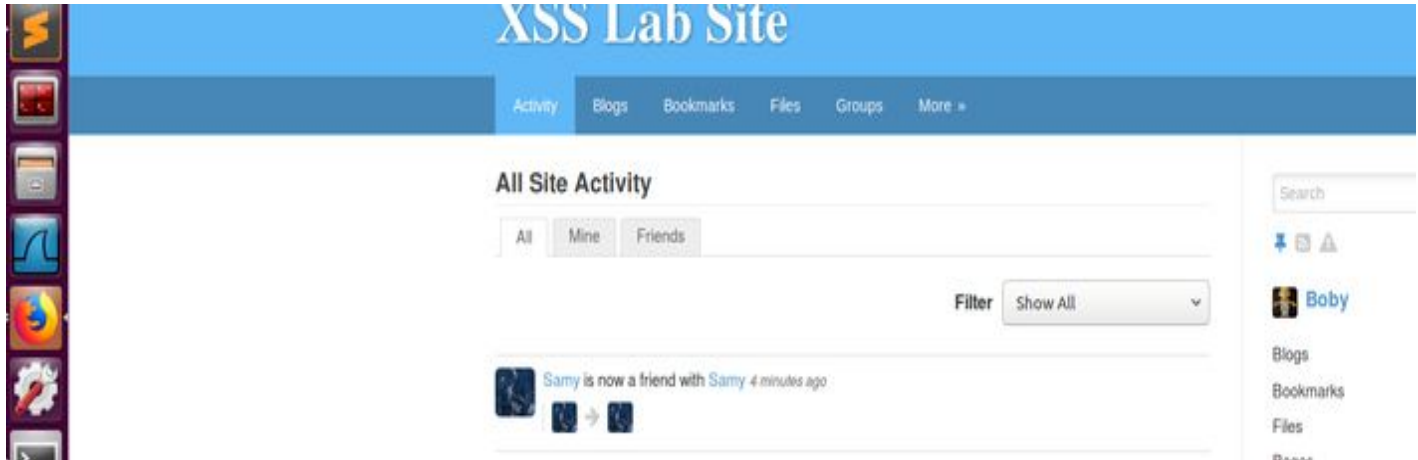 XSS Lab Site
Activity Blogs Bookmarks Files Groups More »
All Site Activity
All Mine Friends
Filter Show All
Samy is now a friend with Samy 4 minutes ago
Search
Boby
Blogs
Bookmarks
Files